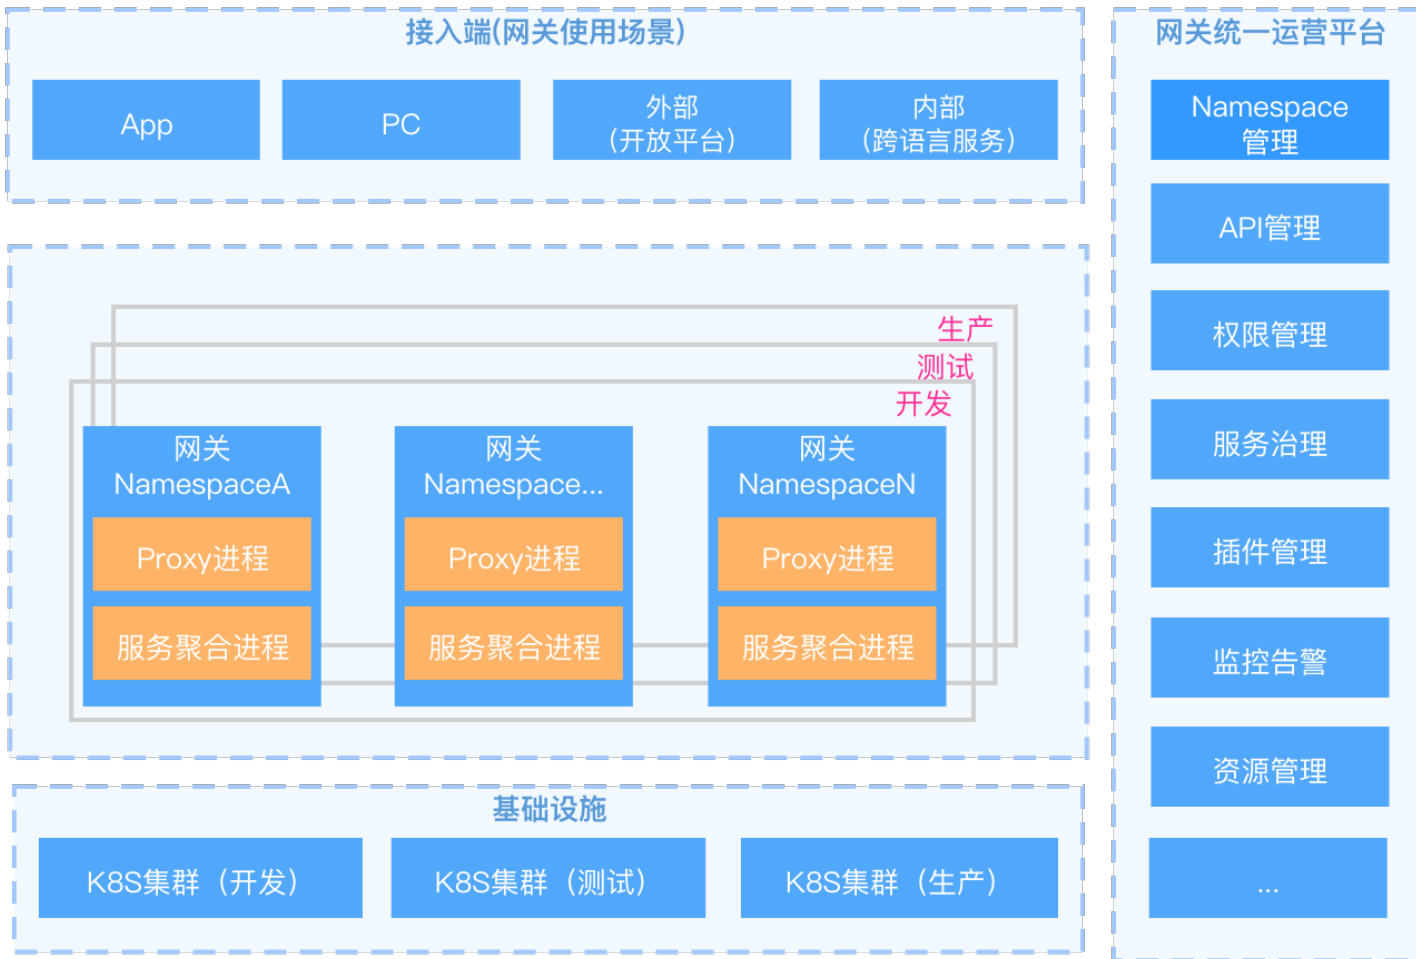 接入端(网关使用场景)
App
PC
外部
（开放平台）
内部
（跨语言服务）
生产
测试
开发
网关
NamespaceA
Proxy进程
服务聚合进程
网关
Namespace...
Proxy进程
服务聚合进程
网关
NamespaceN
Proxy进程
服务聚合进程
基础设施
K8S集群（开发）
K8S集群（测试）
K8S集群（生产）
网关统一运营平台
Namespace
管理
API管理
权限管理
服务治理
插件管理
监控告警
资源管理
...